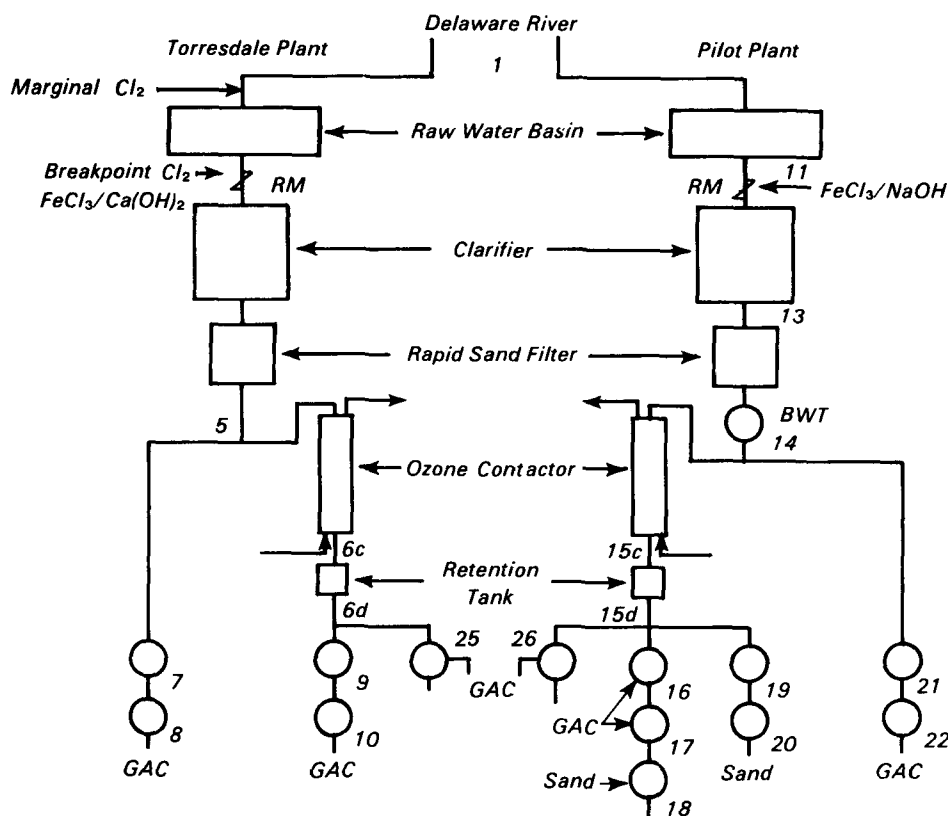 Delaware River
Torresdale Plant
Pilot Plant
1
Marginal Cl₂
Raw Water Basin
Breakpoint Cl₂
FeCl₃/Ca(OH)₂
RM
11
RM
FeCl₃/NaOH
Clarifier
13
Rapid Sand Filter
5
BWT
14
Ozone Contactor
6c
15c
Retention
Tank
6d
15d
25
26
GAC
7
9
16
19
21
8
10
GAC
17
20
22
GAC
GAC
Sand
18
Sand
GAC